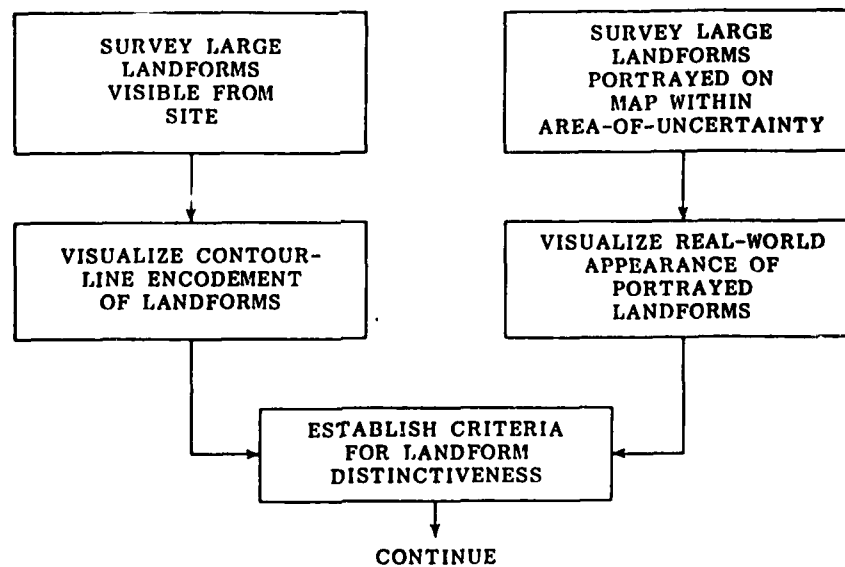 SURVEY LARGE
LANDFORMS
VISIBLE FROM
SITE
SURVEY LARGE
LANDFORMS
PORTRAYED ON
MAP WITHIN
AREA-OF-UNCERTAINTY
VISUALIZE CONTOUR-
LINE ENCODEMENT
OF LANDFORMS
VISUALIZE REAL-WORLD
APPEARANCE OF
PORTRAYED
LANDFORMS
ESTABLISH CRITERIA
FOR LANDFORM
DISTINCTIVENESS
CONTINUE